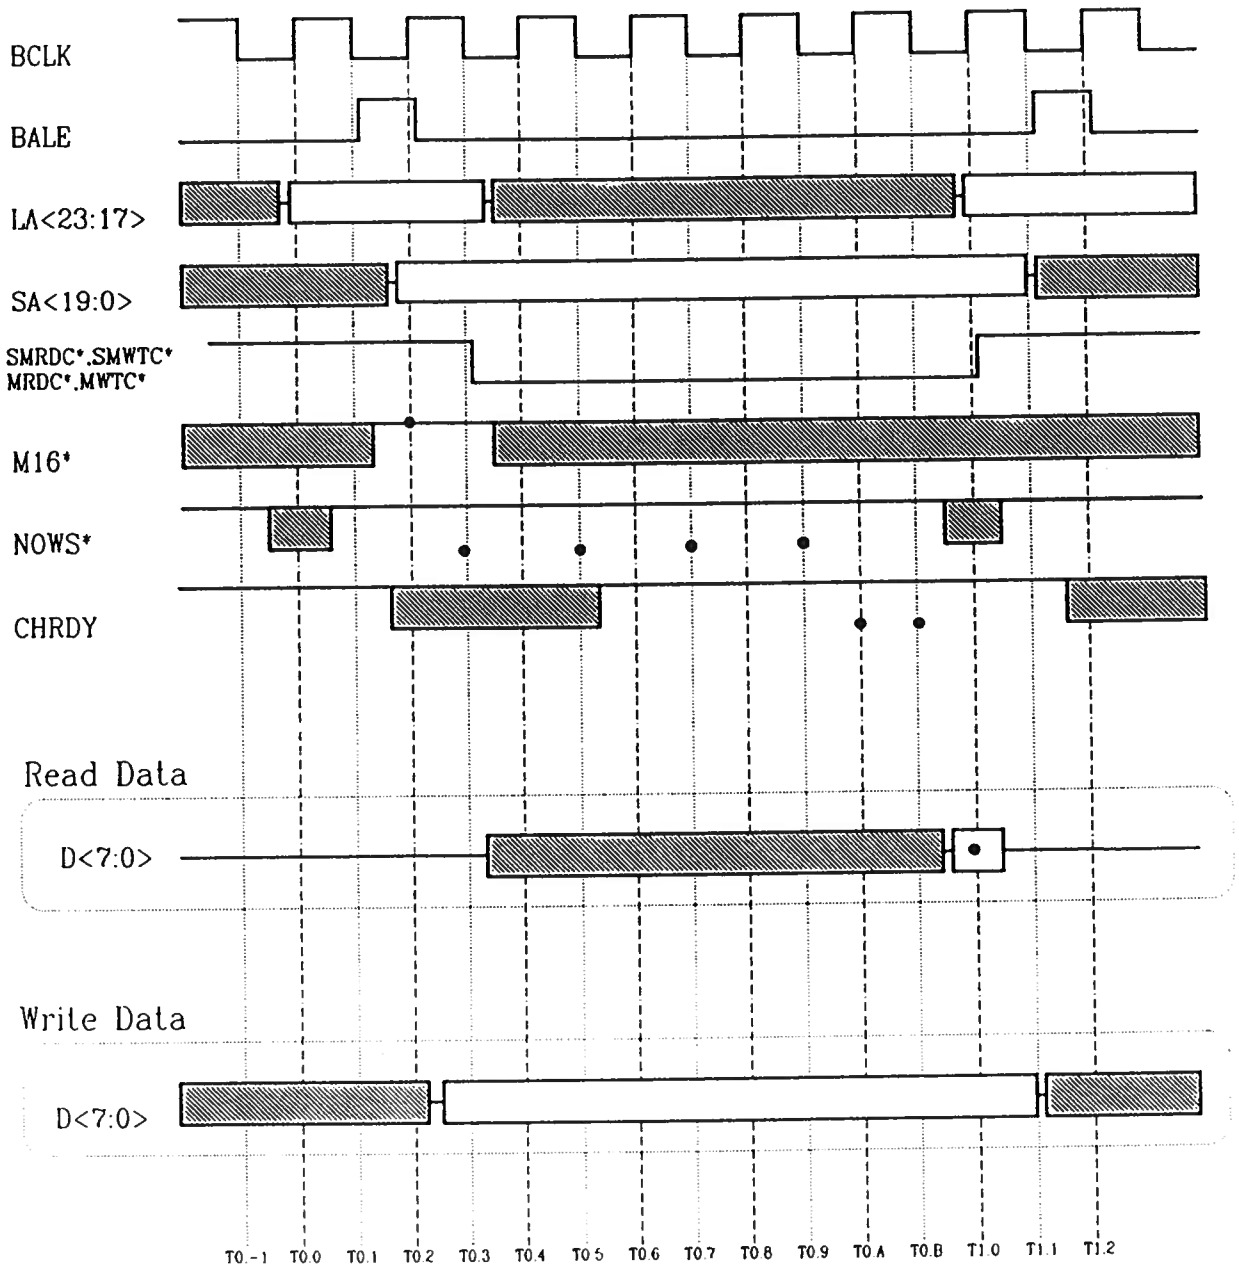 BCLK
BALE
LA<23:17>
SA<19:0>
SMRDC*,SMWTC*
MRDC*,MWTC*
M16*
NOWS*
CHRDY
Read Data
D<7:0>
Write Data
D<7:0>
T0.-1 T0.0 T0.1 T0.2 T0.3 T0.4 T0.5 T0.6 T0.7 T0.8 T0.9 T0.A T0.B T1.0 T1.1 T1.2